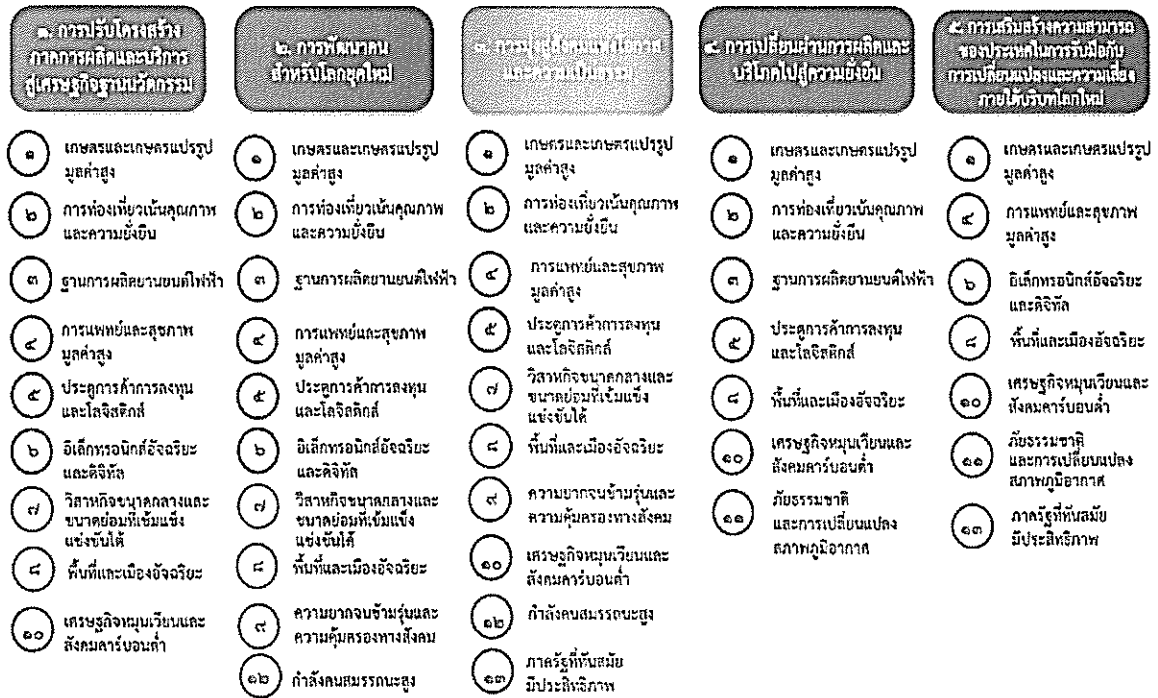 ๑. การปรับโครงสร้าง
ภาคการผลิตและบริการ
สู่เศรษฐกิจฐานนวัตกรรม
๑
เกษตรและเกษตรแปรรูป
มูลค่าสูง
๒
การท่องเที่ยวเน้นคุณภาพ
และความยั่งยืน
๓
ฐานการผลิตยานยนต์ไฟฟ้า
๔
การแพทย์และสุขภาพ
มูลค่าสูง
๕
ประตูการค้าการลงทุน
และโลจิสติกส์
๖
อิเล็กทรอนิกส์อัจฉริยะ
และดิจิทัล
๗
วิสาหกิจขนาดกลางและ
ขนาดย่อมที่เข้มแข็ง
แข่งขันได้
๘
พื้นที่และเมืองอัจฉริยะ
๑๐
เศรษฐกิจหมุนเวียนและ
สังคมคาร์บอนต่ำ
๒. การพัฒนาคน
สำหรับโลกยุคใหม่
๑
เกษตรและเกษตรแปรรูป
มูลค่าสูง
๒
การท่องเที่ยวเน้นคุณภาพ
และความยั่งยืน
๓
ฐานการผลิตยานยนต์ไฟฟ้า
๔
การแพทย์และสุขภาพ
มูลค่าสูง
๕
ประตูการค้าการลงทุน
และโลจิสติกส์
๖
อิเล็กทรอนิกส์อัจฉริยะ
และดิจิทัล
๗
วิสาหกิจขนาดกลางและ
ขนาดย่อมที่เข้มแข็ง
แข่งขันได้
๘
พื้นที่และเมืองอัจฉริยะ
๙
ความยากจนข้ามรุ่นและ
ความคุ้มครองทางสังคม
๑๒
กำลังคนสมรรถนะสูง
๓. การมุ่งสู่สังคมแห่งโอกาส
และความเป็นธรรม
๑
เกษตรและเกษตรแปรรูป
มูลค่าสูง
๒
การท่องเที่ยวเน้นคุณภาพ
และความยั่งยืน
๔
การแพทย์และสุขภาพ
มูลค่าสูง
๕
ประตูการค้าการลงทุน
และโลจิสติกส์
๗
วิสาหกิจขนาดกลางและ
ขนาดย่อมที่เข้มแข็ง
แข่งขันได้
๘
พื้นที่และเมืองอัจฉริยะ
๙
ความยากจนข้ามรุ่นและ
ความคุ้มครองทางสังคม
๑๐
เศรษฐกิจหมุนเวียนและ
สังคมคาร์บอนต่ำ
๑๒
กำลังคนสมรรถนะสูง
๑๓
ภาครัฐที่ทันสมัย
มีประสิทธิภาพ
๔. การเปลี่ยนผ่านการผลิตและ
บริโภคไปสู่ความยั่งยืน
๑
เกษตรและเกษตรแปรรูป
มูลค่าสูง
๒
การท่องเที่ยวเน้นคุณภาพ
และความยั่งยืน
๓
ฐานการผลิตยานยนต์ไฟฟ้า
๕
ประตูการค้าการลงทุน
และโลจิสติกส์
๘
พื้นที่และเมืองอัจฉริยะ
๑๐
เศรษฐกิจหมุนเวียนและ
สังคมคาร์บอนต่ำ
๑๑
ภัยธรรมชาติ
และการเปลี่ยนแปลง
สภาพภูมิอากาศ
๕. การเสริมสร้างความสามารถ
ของประเทศในการรับมือกับ
การเปลี่ยนแปลงและความเสี่ยง
ภายใต้บริบทโลกใหม่
๑
เกษตรและเกษตรแปรรูป
มูลค่าสูง
๔
การแพทย์และสุขภาพ
มูลค่าสูง
๖
อิเล็กทรอนิกส์อัจฉริยะ
และดิจิทัล
๘
พื้นที่และเมืองอัจฉริยะ
๑๐
เศรษฐกิจหมุนเวียนและ
สังคมคาร์บอนต่ำ
๑๑
ภัยธรรมชาติ
และการเปลี่ยนแปลง
สภาพภูมิอากาศ
๑๓
ภาครัฐที่ทันสมัย
มีประสิทธิภาพ